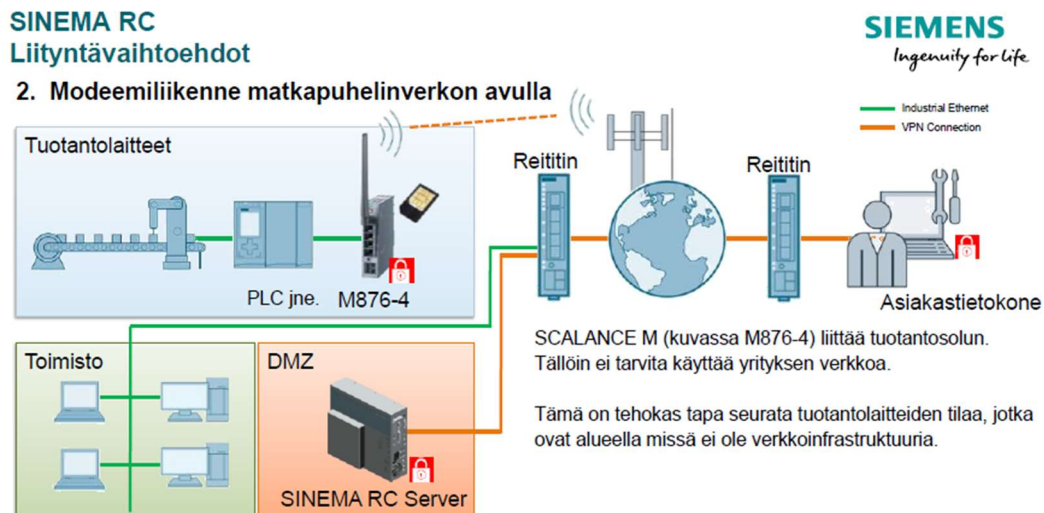 SINEMA RC
Liityntävaihtoehdot
SIEMENS
Ingenuity for life
2. Modeemiliikenne matkapuhelinverkon avulla
Industrial Ethernet
VPN Connection
Tuotantolaitteet
Reititin
Reititin
PLC jne.
M876-4
Asiakastietokone
SCALANCE M (kuvassa M876-4) liittää tuotantosolun.
Tällöin ei tarvita käyttää yrityksen verkkoa.
Toimisto
DMZ
Tämä on tehokas tapa seurata tuotantolaitteiden tilaa, jotka
ovat alueella missä ei ole verkkoinfrastruktuuria.
SINEMA RC Server